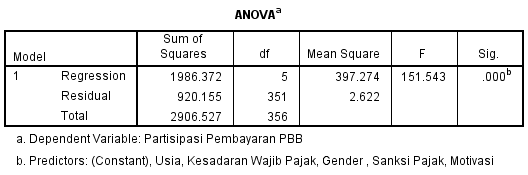 ANOVAa
Model Sum of Squares df Mean Square F Sig.
1 Regression 1986.372 5 397.274 151.543 .000b
Residual 920.155 351 2.622
Total 2906.527 356
a. Dependent Variable: Partisipasi Pembayaran PBB
b. Predictors: (Constant), Usia, Kesadaran Wajib Pajak, Gender , Sanksi Pajak, Motivasi